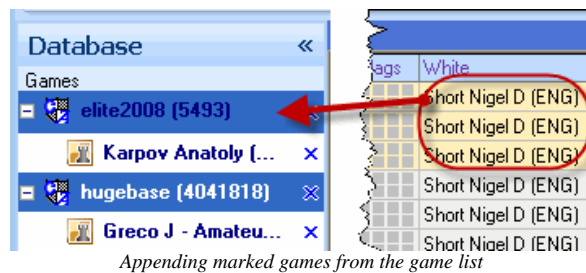 Database «
Games
elite2008 (5493)
Karpov Anatoly (...
hugebase (4041818)
Greco J - Amateu...
ags White
Short Nigel D (ENG)
Short Nigel D (ENG)
Short Nigel D (ENG)
Short Nigel D (ENG)
Short Nigel D (ENG)
Short Nigel D (ENG)
Appending marked games from the game list